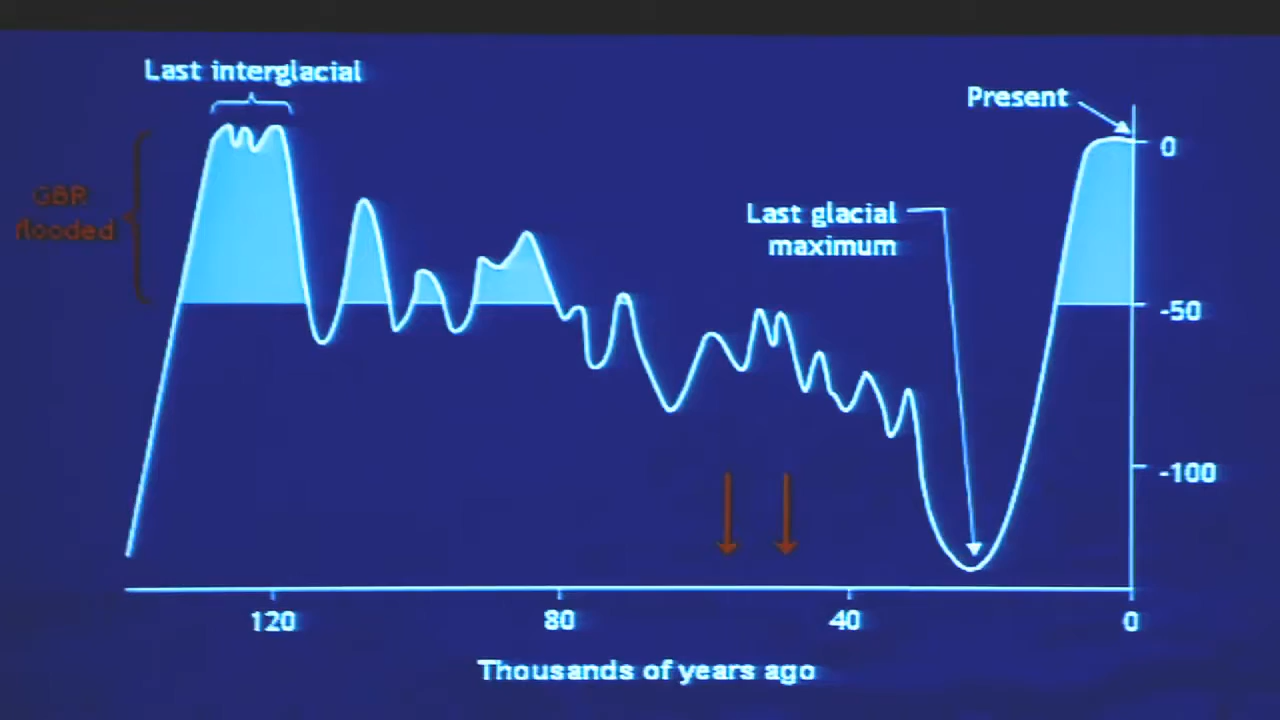 Last interglacial
Present
0
GBR
flooded
Last glacial
maximum
-50
-100
120
80
40
0
Thousands of years ago